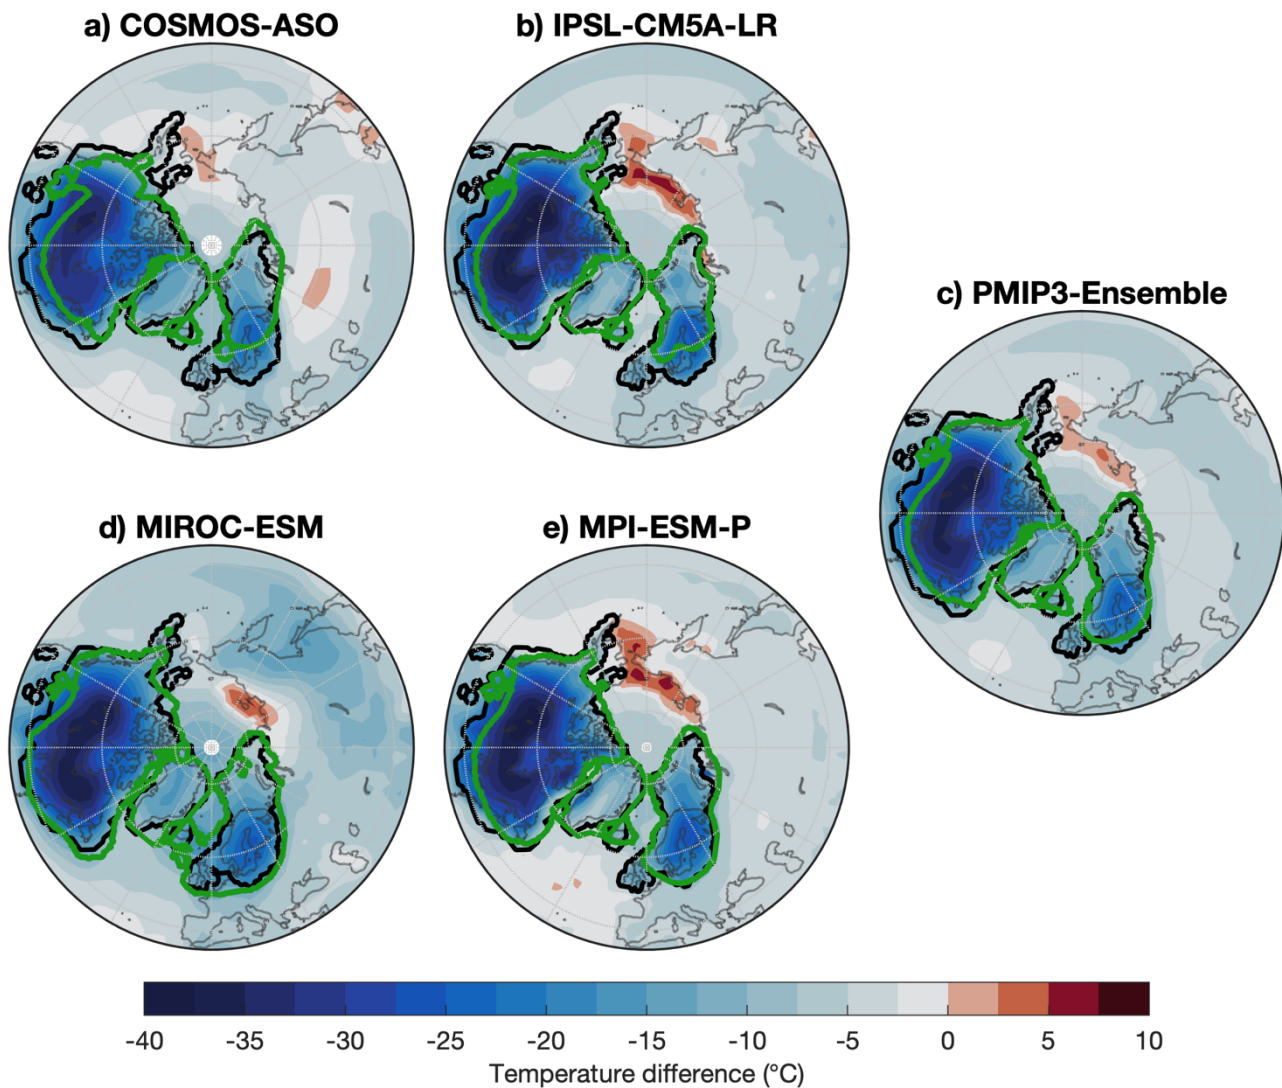 a) COSMOS-ASO
b) IPSL-CM5A-LR
c) PMIP3-Ensemble
d) MIROC-ESM
e) MPI-ESM-P
-40 -35 -30 -25 -20 -15 -10 -5 0 5 10
Temperature difference (°C)